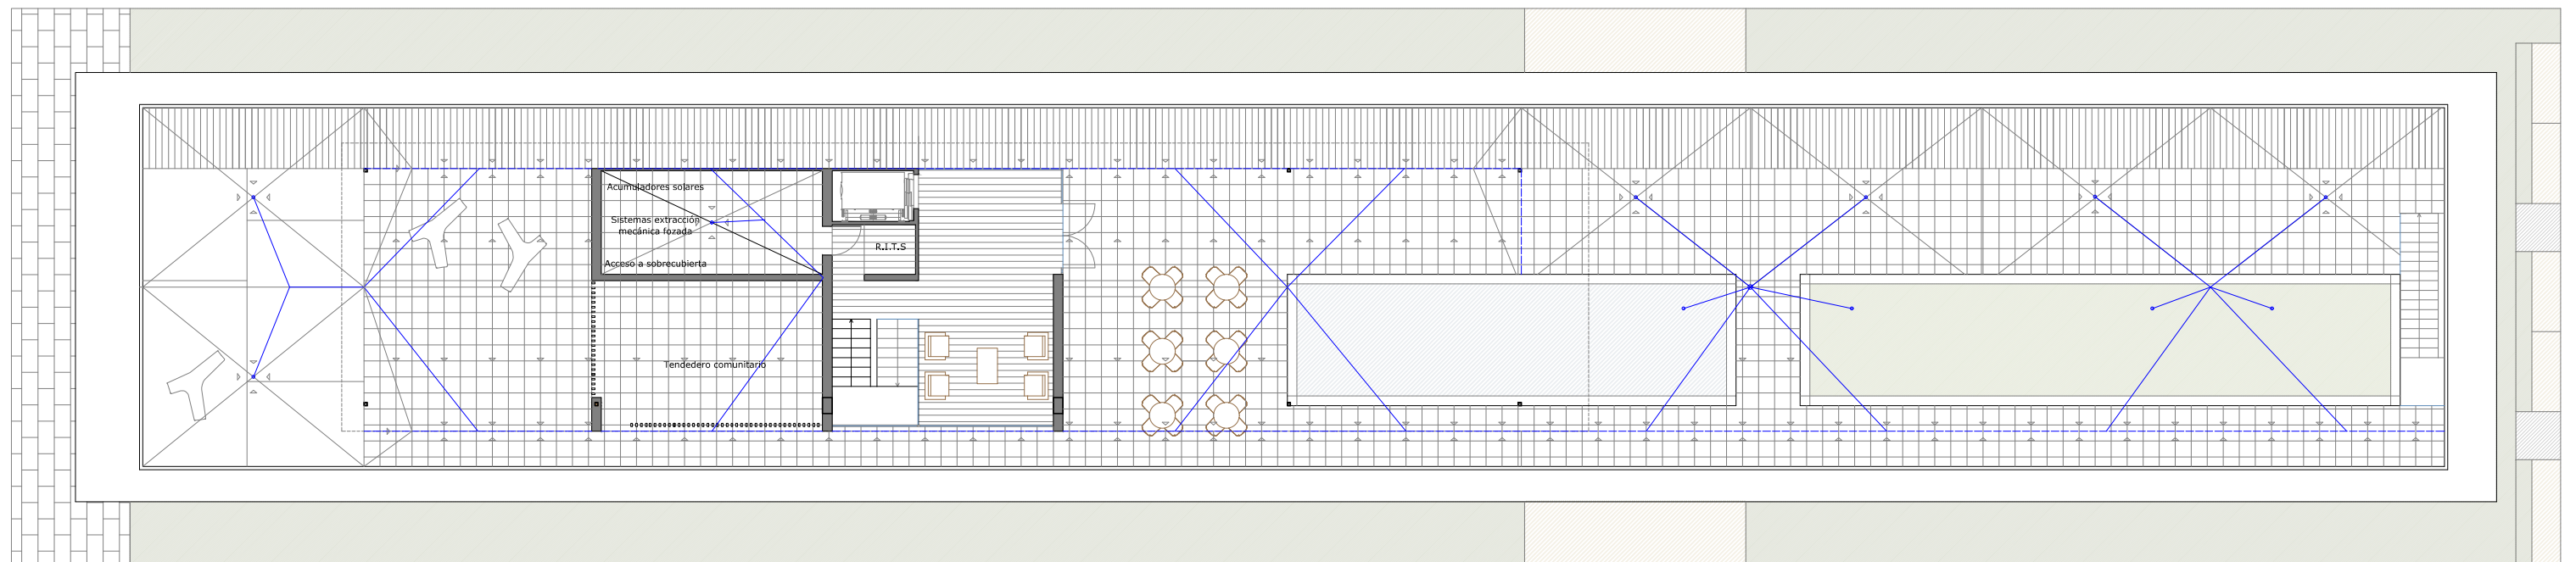 Acumuladores solares
Sistemas extracción
mecánica fozada
Acceso a sobrecubierta
R.I.T.S
Tendedero comunitario